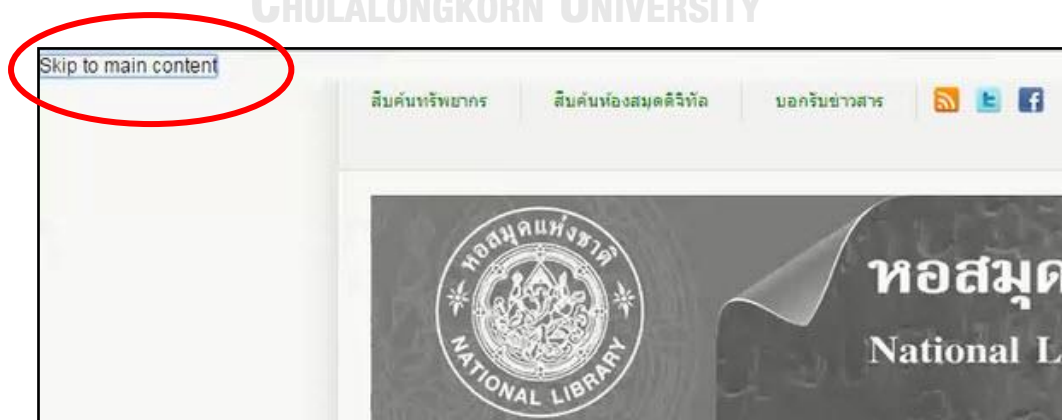 CHULALONGKORN UNIVERSITY
Skip to main content
สืบค้นทรัพยากร สืบค้นห้องสมุดดิจิทัล บอกรับข่าวสาร
หอสมุดแห่งชาติ
NATIONAL LIBRARY
หอสมุด
National L